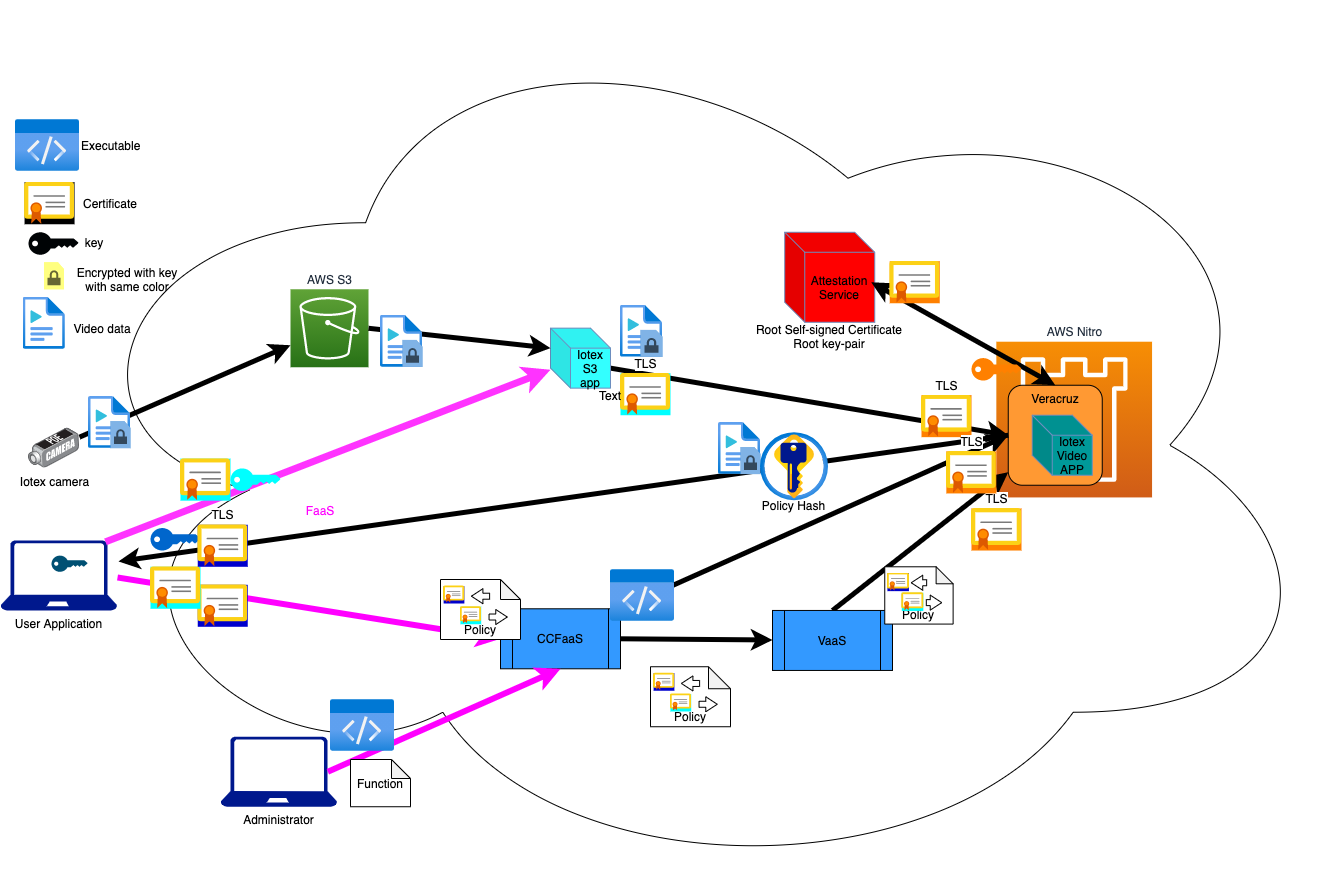 Executable
Certificate
key
Encrypted with key
with same color
Video data
AWS S3
Iotex
S3
app
TLS
Text
Attestation
Service
Root Self-signed Certificate
Root key-pair
AWS Nitro
Veracruz
Iotex
Video
APP
TLS
TLS
TLS
CAMERA
Iotex camera
FaaS
TLS
Policy Hash
User Application
Policy
CCFaaS
VaaS
Policy
Policy
Function
Administrator